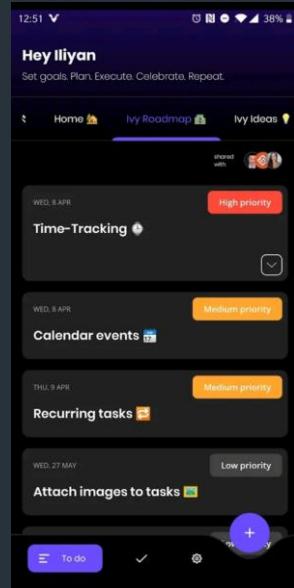 12:51
38%
Hey Iliyan
Set goals. Plan. Execute. Celebrate. Repeat.
Home
Ivy Roadmap
Ivy Ideas
shared with
WED, 8 APR
High priority
Time-Tracking
WED, 8 APR
Medium priority
Calendar events
THU, 9 APR
Medium priority
Recurring tasks
WED, 27 MAY
Low priority
Attach images to tasks
To do